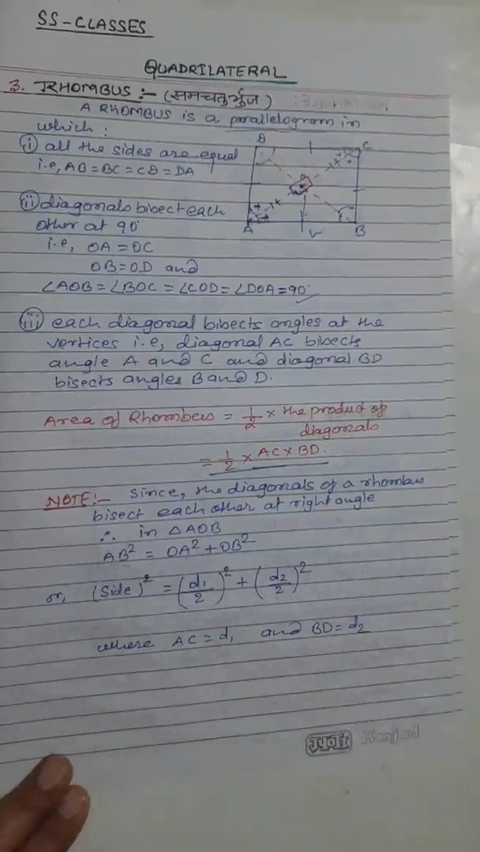 SS-CLASSES
QUADRILATERAL
3. RHOMBUS :- (समचतुर्भुज)
A RHOMBUS is a parallelogram in
which :
(i) all the sides are equal
i.e, AB = BC = CD = DA
D C
O
A B
(ii) diagonals bisect each
other at 90°
i.e, OA = OC
OB = OD and
∠AOB = ∠BOC = ∠COD = ∠DOA = 90°
(iii) each diagonal bisects angles at the
vertices i.e, diagonal AC bisects
angle A and C and diagonal BD
bisects angles B and D.
Area of Rhombus = 1/2 × the product of
diagonals
= 1/2 × AC × BD.
NOTE:- Since, the diagonals of a rhombus
bisect each other at right angle
∴ in △AOB
AB² = OA² + OB²
or, (Side)² = (d₁/2)² + (d₂/2)²
where AC = d₁ and BD = d₂